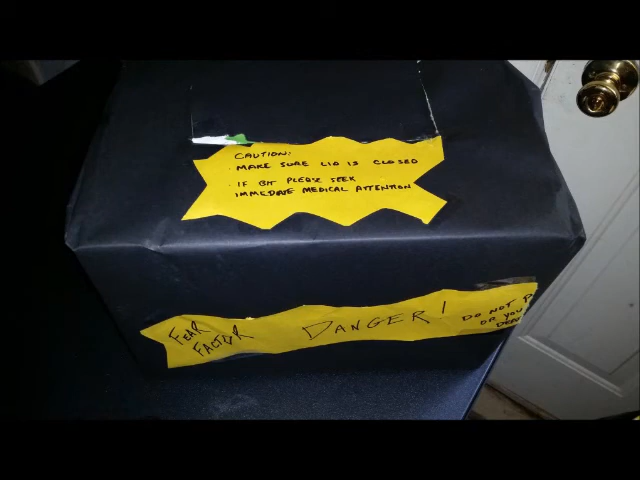 CAUTION:
· MAKE SURE LID IS CLOSED
· IF BIT PLEASE SEEK
IMMEDIATE MEDICAL ATTENTION
FEAR
FACTOR
DANGER!
DO NOT
OR YOU